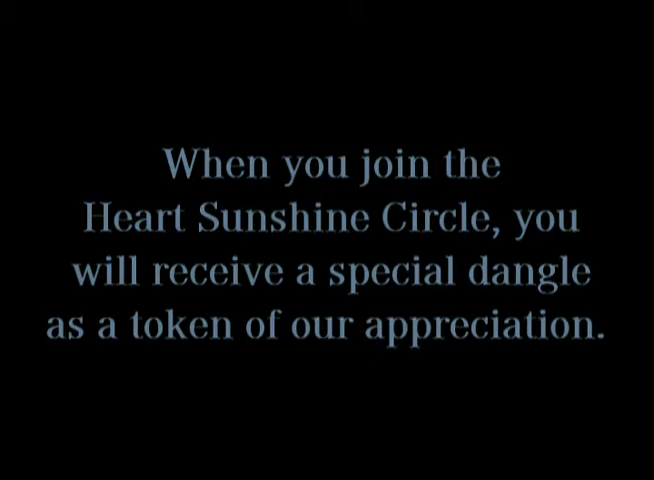 When you join the
Heart Sunshine Circle, you
will receive a special dangle
as a token of our appreciation.